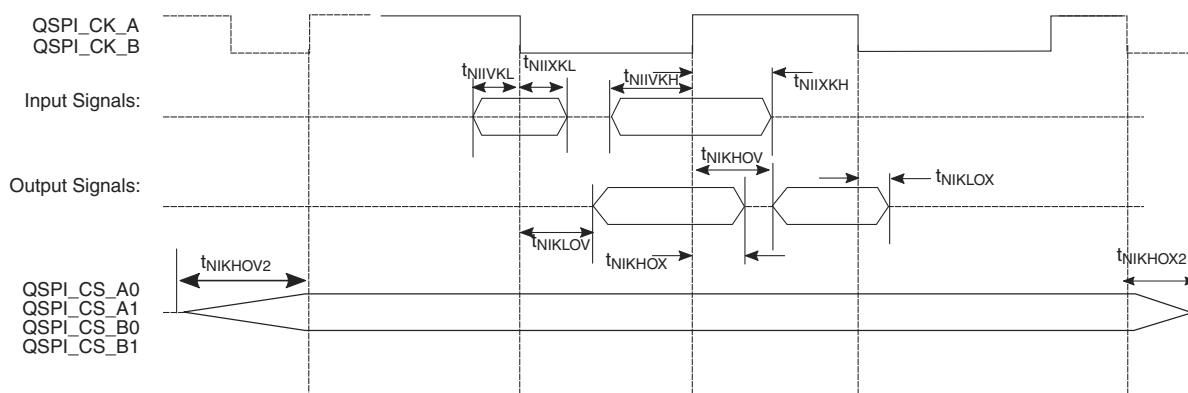 QSPI_CK_A
QSPI_CK_B
tNIIVKL
tNIIXKL
tNIIVKH
tNIIXKH
Input Signals:
tNIKHOV
tNIKLOX
Output Signals:
tNIKLOV
tNIKHOX
tNIKHOV2
tNIKHOX2
QSPI_CS_A0
QSPI_CS_A1
QSPI_CS_B0
QSPI_CS_B1